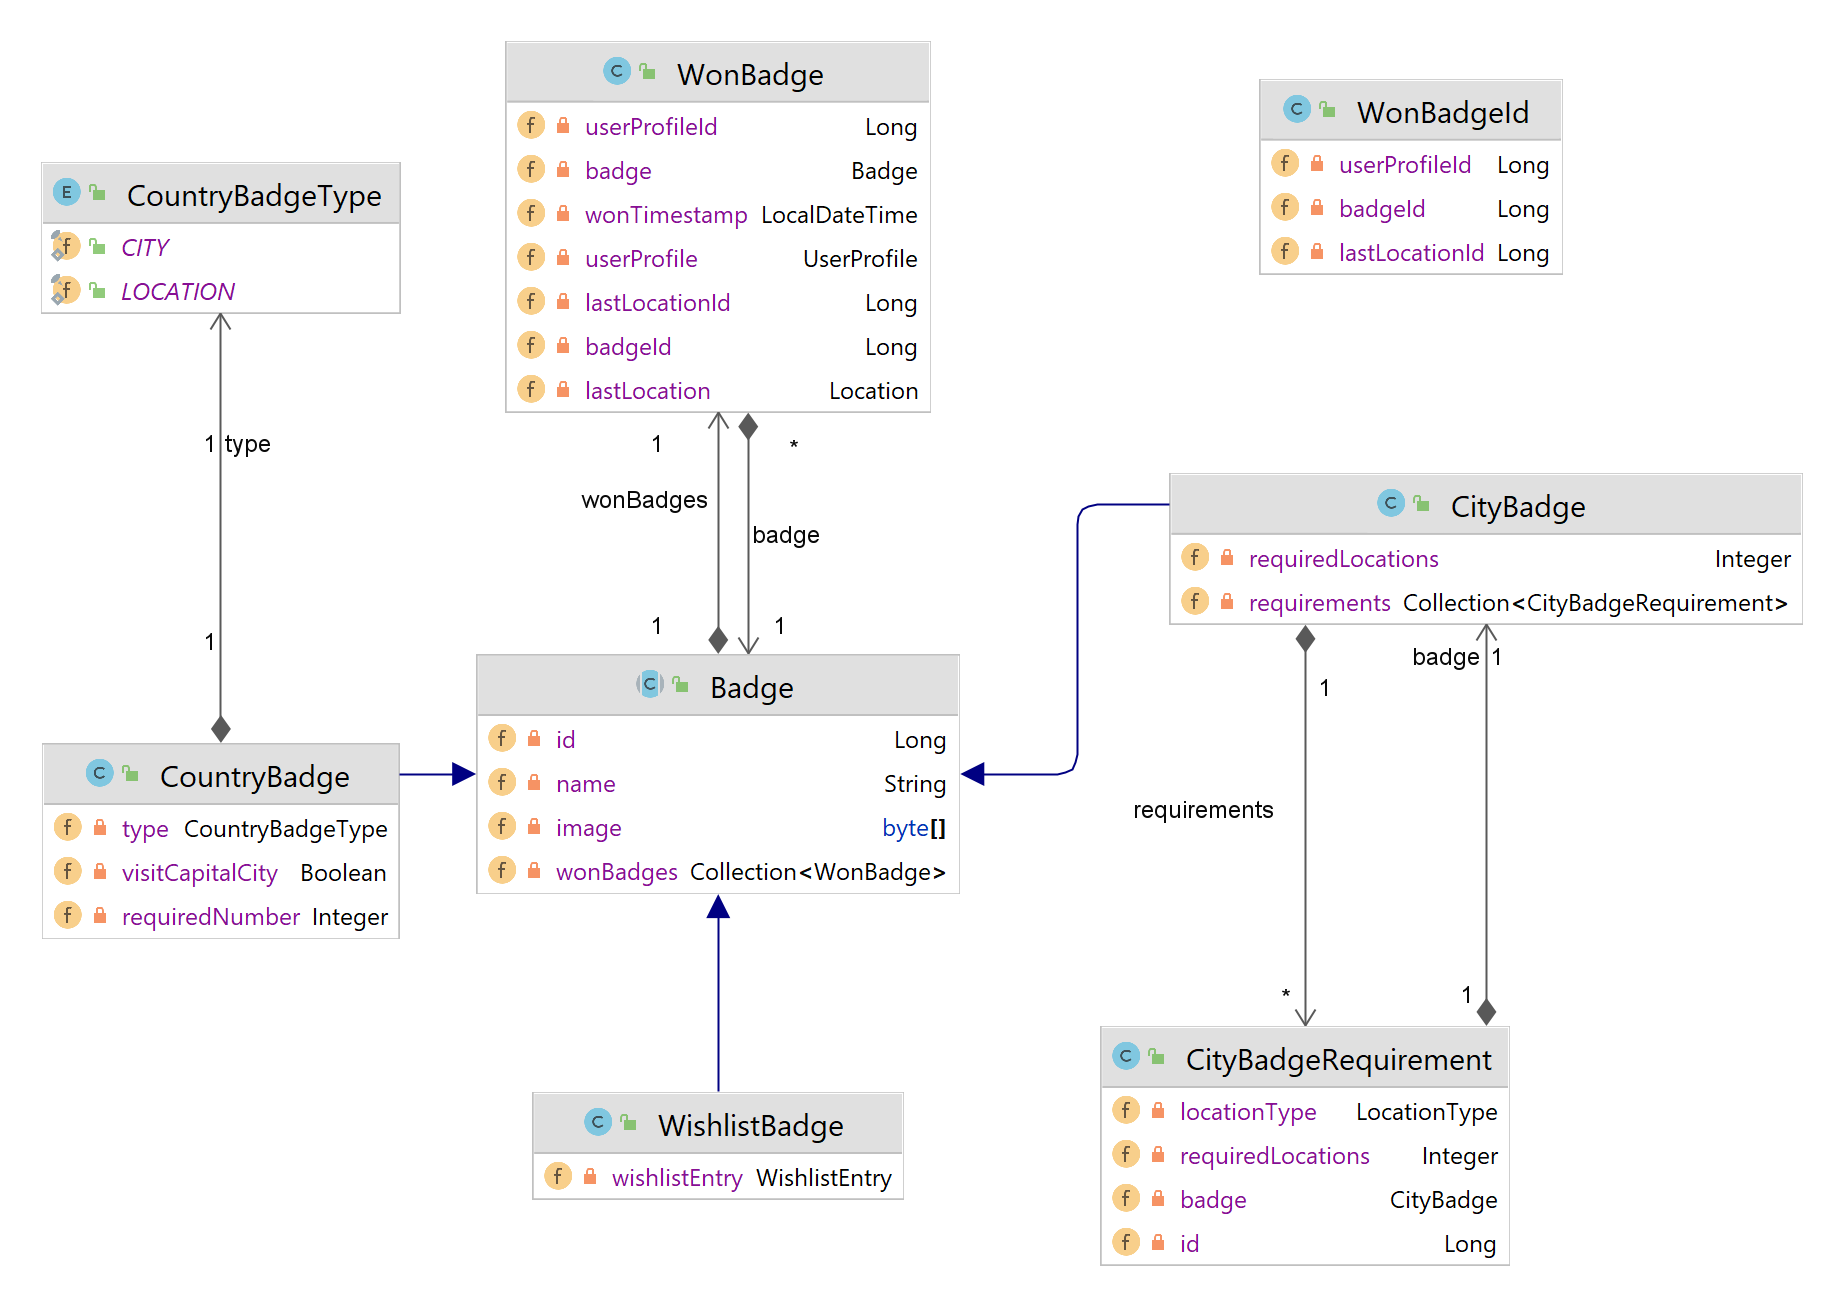 C WonBadge
f userProfileId Long
f badge Badge
f wonTimestamp LocalDateTime
f userProfile UserProfile
f lastLocationId Long
f badgeId Long
f lastLocation Location
C WonBadgeId
f userProfileId Long
f badgeId Long
f lastLocationId Long
E CountryBadgeType
f CITY
f LOCATION
1 type
1
1 *
wonBadges
badge
1 1
C CityBadge
f requiredLocations Integer
f requirements Collection<CityBadgeRequirement>
badge 1
1
requirements
* 1
C Badge
f id Long
f name String
f image byte[]
f wonBadges Collection<WonBadge>
C CountryBadge
f type CountryBadgeType
f visitCapitalCity Boolean
f requiredNumber Integer
C WishlistBadge
f wishlistEntry WishlistEntry
C CityBadgeRequirement
f locationType LocationType
f requiredLocations Integer
f badge CityBadge
f id Long